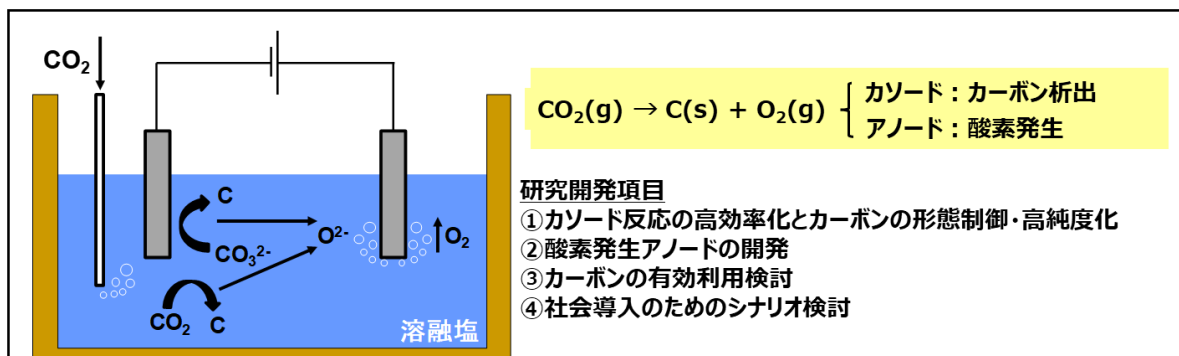 CO₂
CO₂(g) → C(s) + O₂(g)
カソード：カーボン析出
アノード：酸素発生
C
CO₃²⁻
O²⁻
O₂
CO₂
C
溶融塩
研究開発項目
①カソード反応の高効率化とカーボンの形態制御・高純度化
②酸素発生アノードの開発
③カーボンの有効利用検討
④社会導入のためのシナリオ検討